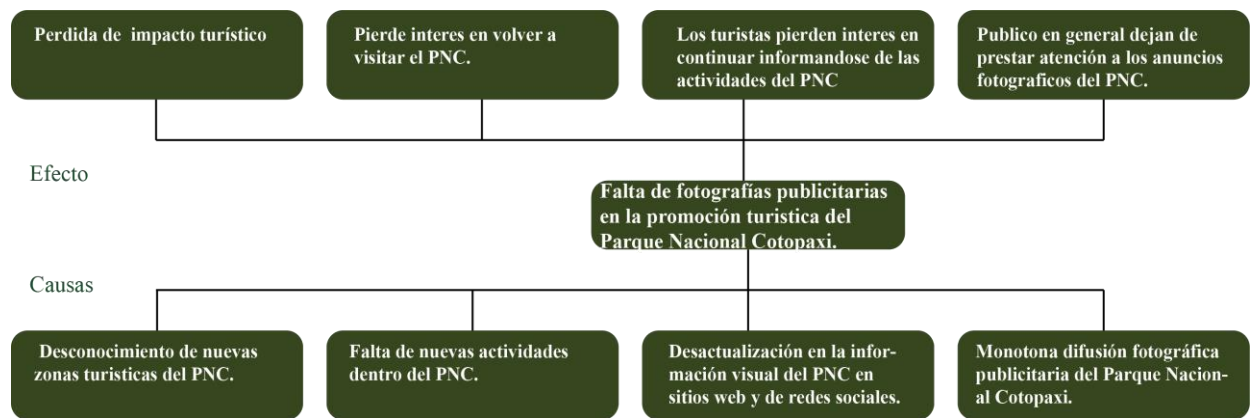 Perdida de impacto turístico
Pierde interes en volver a
visitar el PNC.
Los turistas pierden interes en
continuar informandose de las
actividades del PNC
Publico en general dejan de
prestar atención a los anuncios
fotograficos del PNC.
Efecto
Falta de fotografías publicitarias
en la promoción turistica del
Parque Nacional Cotopaxi.
Causas
Desconocimiento de nuevas
zonas turisticas del PNC.
Falta de nuevas actividades
dentro del PNC.
Desactualización en la infor-
mación visual del PNC en
sitios web y de redes sociales.
Monotona difusión fotográfica
publicitaria del Parque Nacion-
al Cotopaxi.